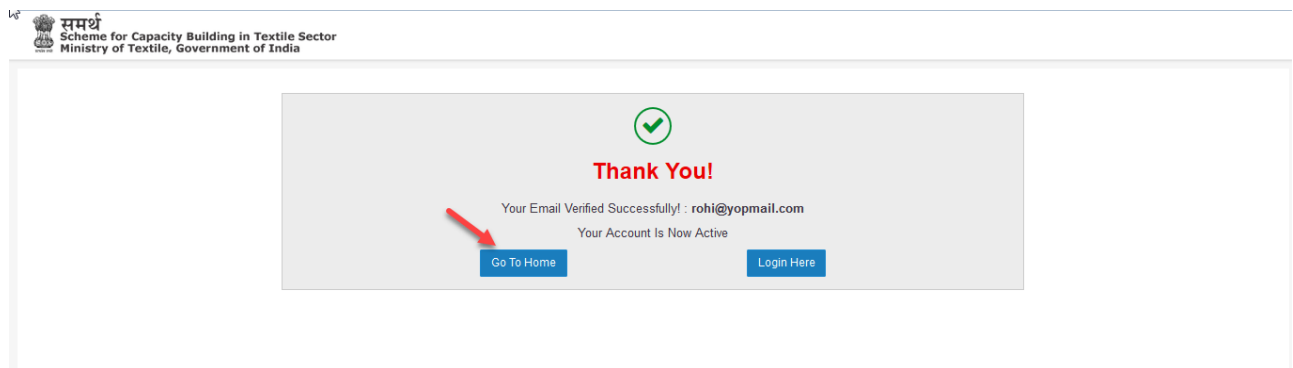 समर्थ
Scheme for Capacity Building in Textile Sector
Ministry of Textile, Government of India
Thank You!
Your Email Verified Successfully! : rohi@yopmail.com
Your Account Is Now Active
Go To Home
Login Here